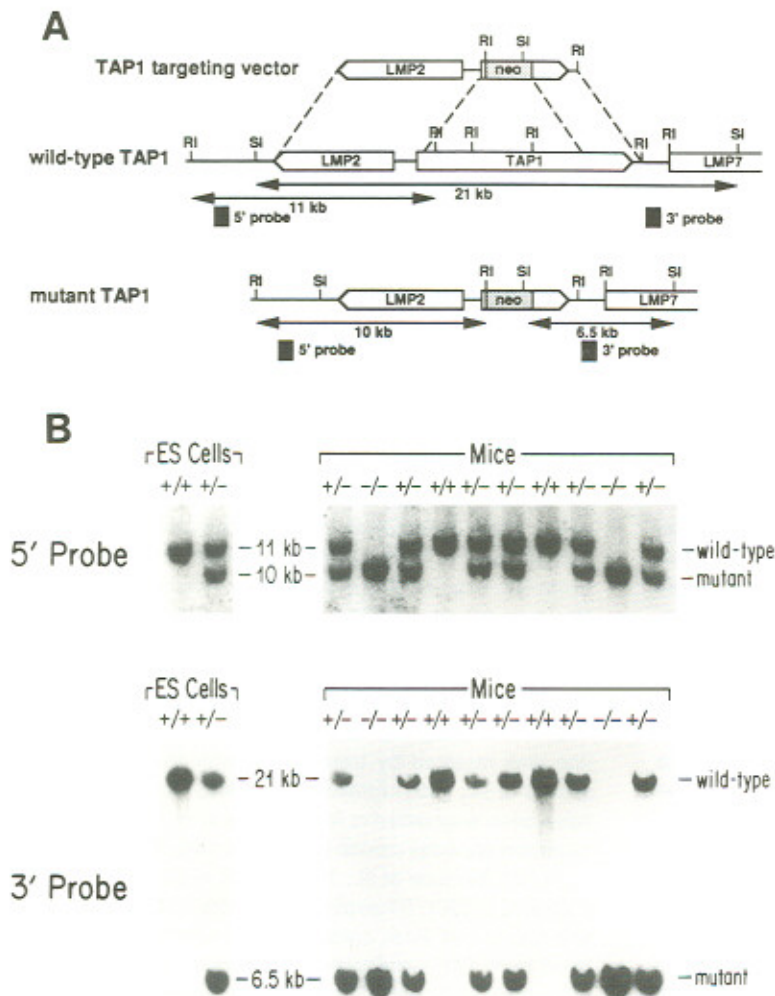 A
TAP1 targeting vector
RI SI RI
LMP2 neo
wild-type TAP1
RI SI RI RI RI RI RI SI
LMP2 TAP1 LMP7
21 kb
11 kb
5' probe 3' probe
mutant TAP1
RI SI RI SI RI RI SI
LMP2 neo LMP7
10 kb 6.5 kb
5' probe 3' probe
B
ES Cells Mice
+/+ +/– +/– –/– +/– +/+ +/– +/– +/+ +/– –/– +/–
5' Probe
– 11 kb – – wild-type
– 10 kb – – mutant
ES Cells Mice
+/+ +/– +/– –/– +/– +/+ +/– +/– +/+ +/– –/– +/–
– 21 kb – – wild-type
3' Probe
– 6.5 kb – – mutant